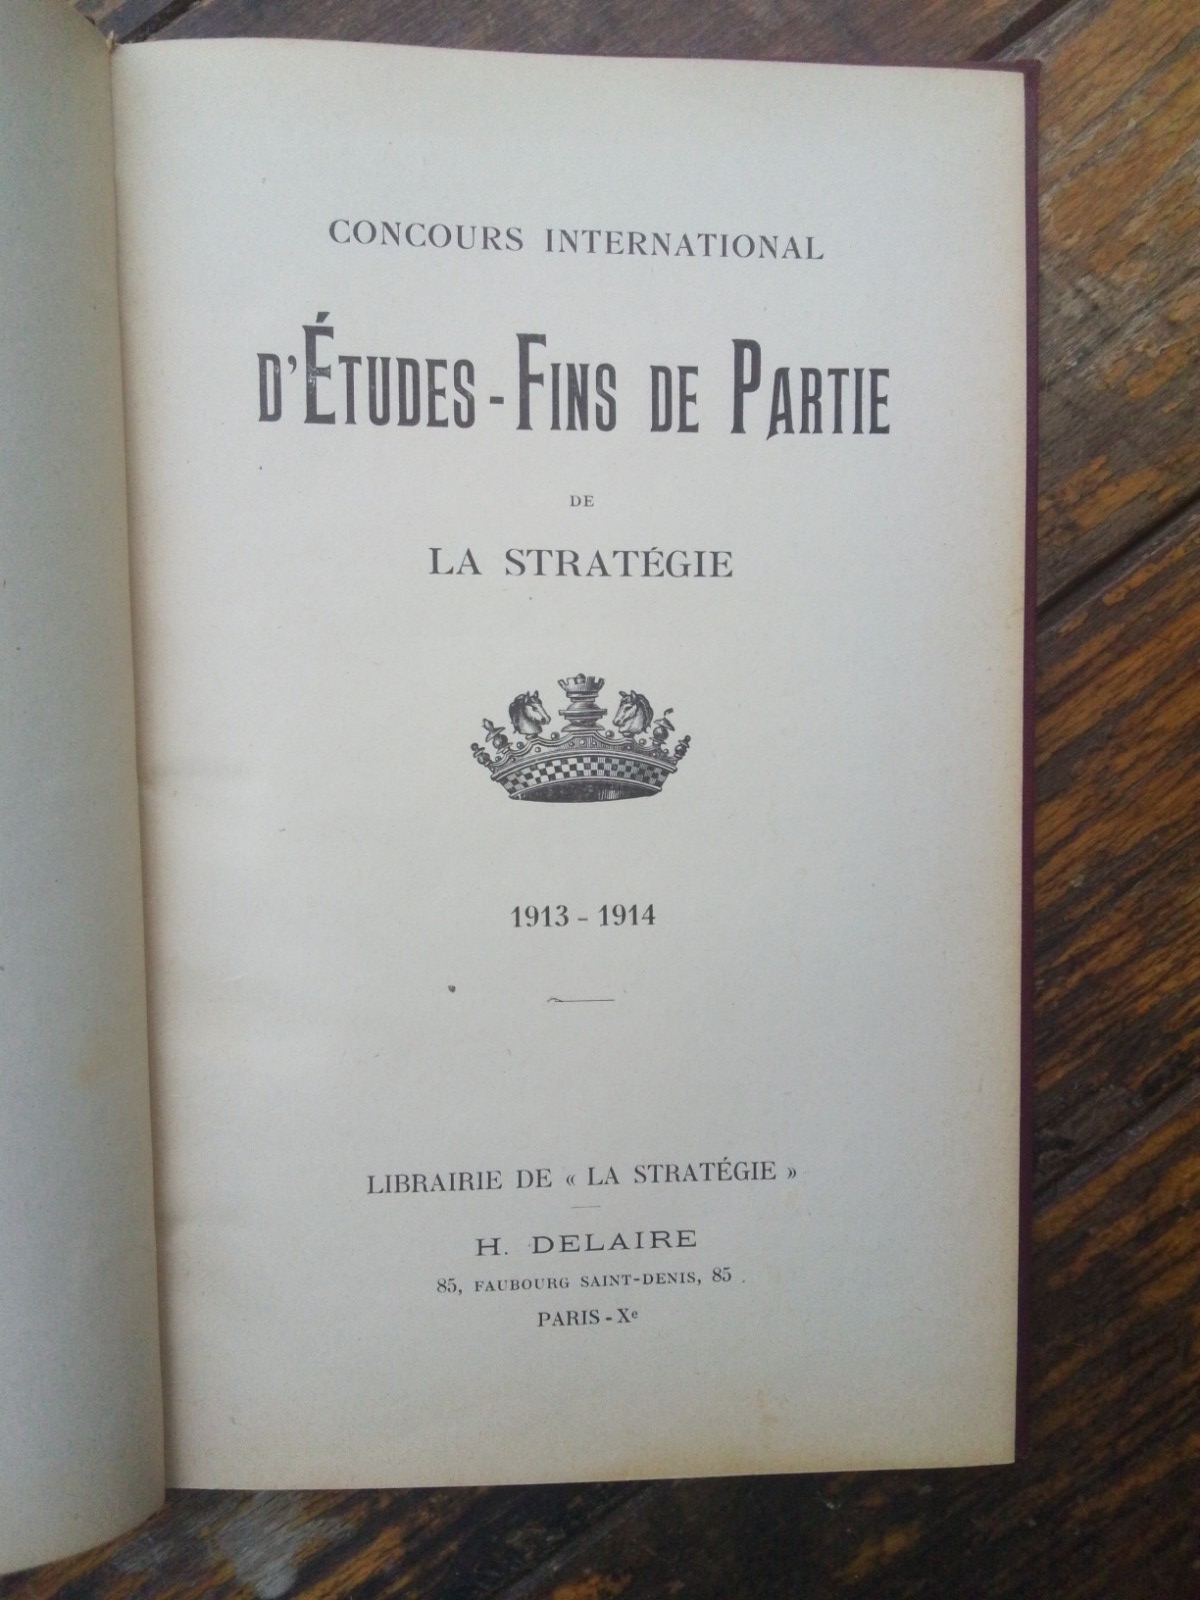 CONCOURS INTERNATIONAL
D'ÉTUDES-FINS DE PARTIE
DE
LA STRATÉGIE
1913 - 1914
LIBRAIRIE DE « LA STRATÉGIE »
H. DELAIRE
85, FAUBOURG SAINT-DENIS, 85
PARIS-Xe